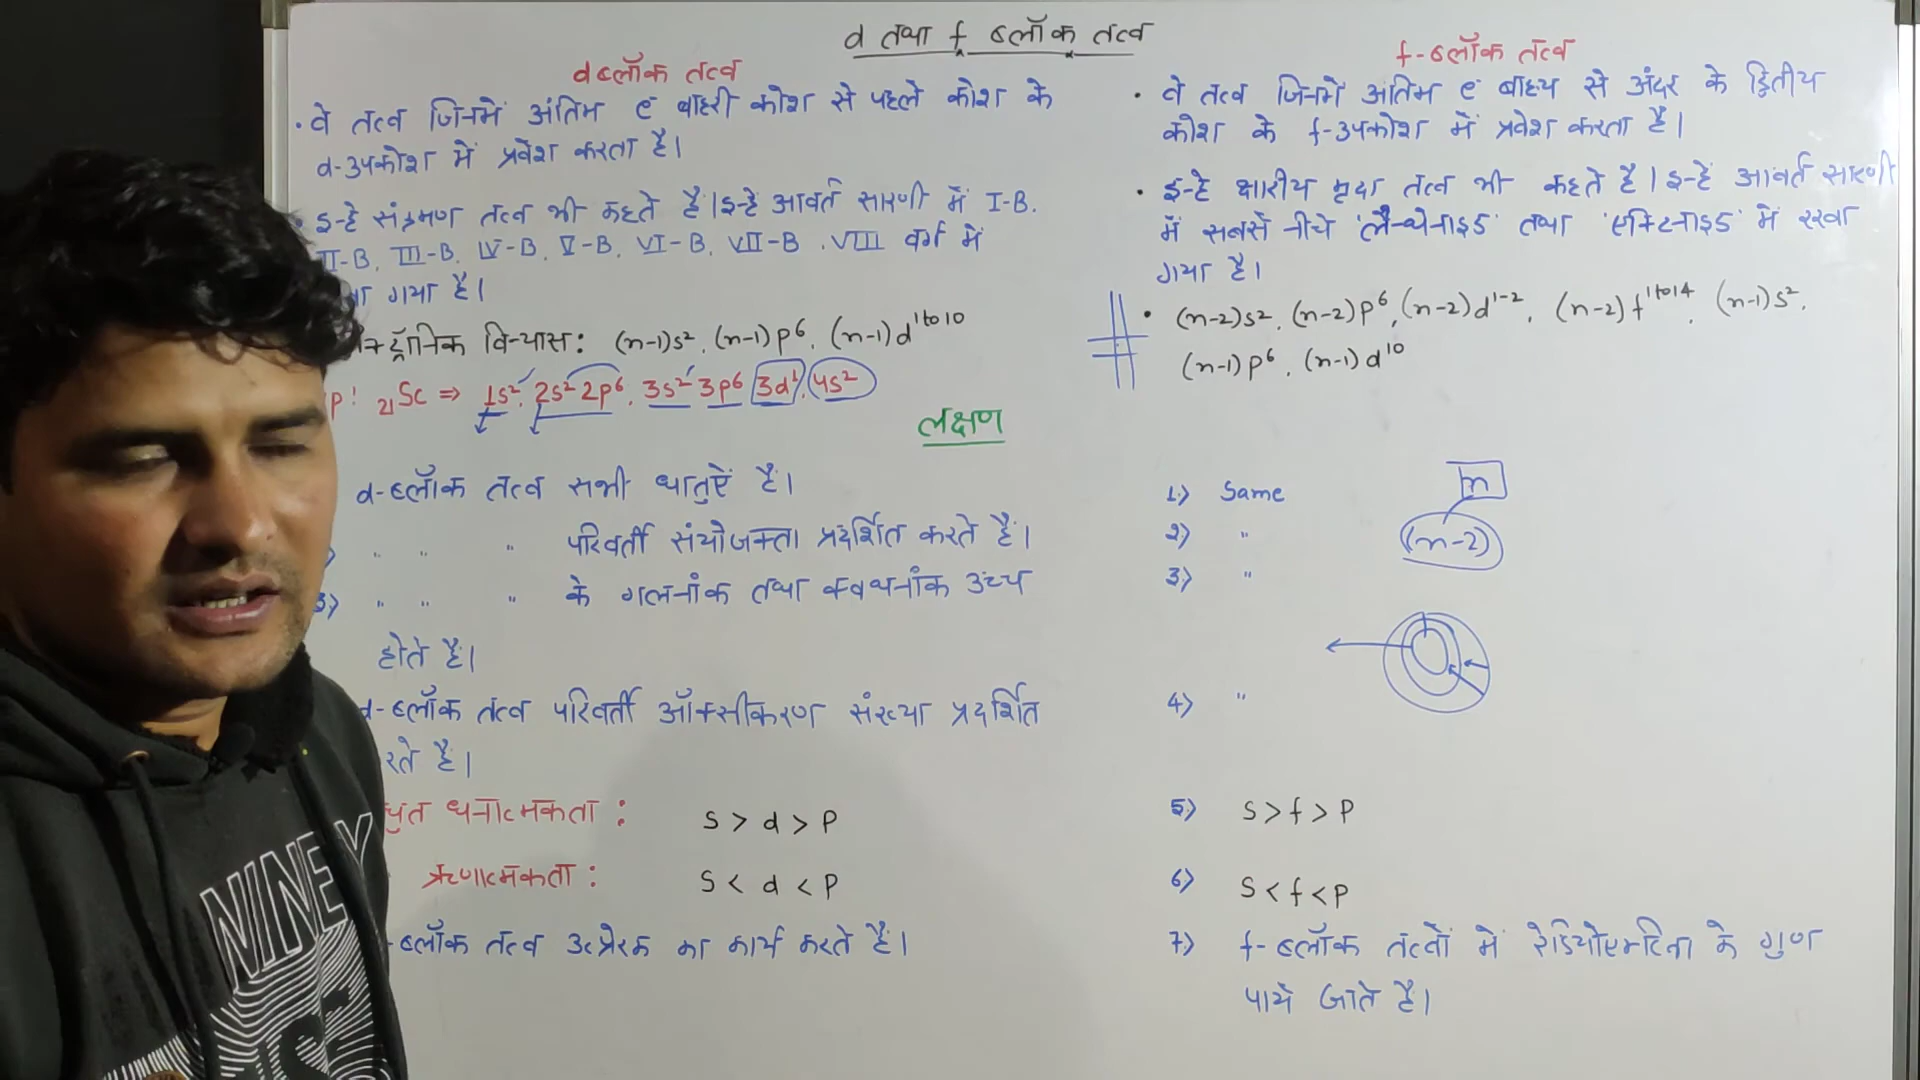 d तथा f ब्लॉक तत्व
d ब्लॉक तत्व
• वे तत्व जिनमें अंतिम e⁻ बाहरी कोश से पहले कोश के
d-उपकोश में प्रवेश करता है।
• इन्हे संक्रमण तत्व भी कहते हैं। इन्हे आवर्त सारणी में I-B.
II-B, III-B, IV-B, V-B, VI-B, VII-B, VIII वर्ग में
गया है।
विन्यास: (n-1)s², (n-1)p⁶, (n-1)d¹ᵗᵒ¹⁰
₂₁Sc ⇒ 1s², 2s² 2p⁶, 3s² 3p⁶ 3d¹, 4s²
लक्षण
d-ब्लॉक तत्व सभी धातुऐं हैं।
〃 〃 〃 परिवर्ती संयोजक्ता प्रदर्शित करते हैं।
3) 〃 〃 〃 के गलनांक तथा क्वथनांक उच्च
होते हैं।
d-ब्लॉक तत्व परिवर्ती ऑक्सीकरण संख्या प्रदर्शित
रते हैं।
धनात्मकता : s > d > p
ऋणात्मकता : s < d < p
-ब्लॉक तत्व उत्प्रेरक का कार्य करते हैं।
f-ब्लॉक तत्व
• वे तत्व जिनमें अंतिम e⁻ बाह्य से अंदर के द्वितीय
कोश के f-उपकोश में प्रवेश करता है।
• इन्हे क्षारीय मृदा तत्व भी कहते है। इन्हें आवर्त सारणी
में सबसे नीचे 'लैन्थेनाइड' तथा 'एक्टिनाइड' में रखा
गया है।
• (n-2)s², (n-2)p⁶, (n-2)d¹⁻², (n-2)f¹ᵗᵒ¹⁴, (n-1)s²,
(n-1)p⁶, (n-1)d¹⁰
1) Same
n
2) 〃
(n-2)
3) 〃
4) 〃
5) s > f > p
6) s < f < p
7) f-ब्लॉक तत्वों में रेडियोएक्टिता के गुण
पाये जाते है।
NINEY